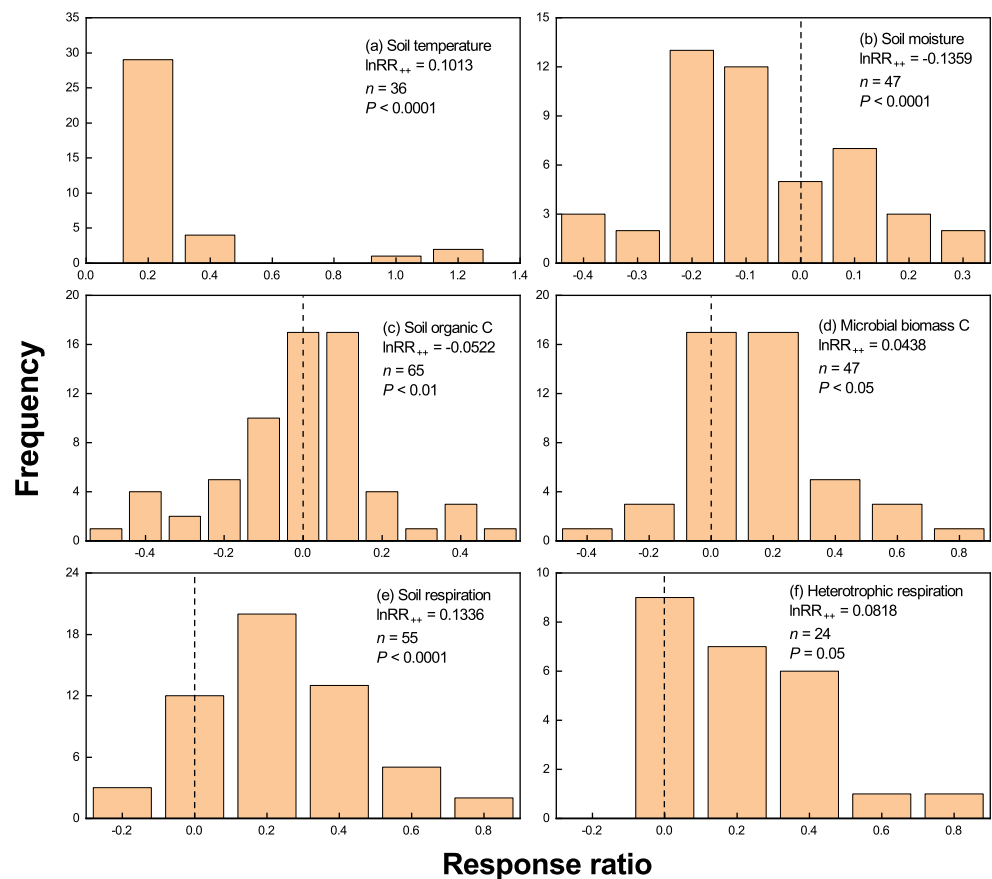 Frequency
35
30
25
20
15
10
5
0
0.0 0.2 0.4 0.6 0.8 1.0 1.2 1.4
(a) Soil temperature
lnRR++ = 0.1013
n = 36
P < 0.0001
15
12
9
6
3
0
-0.4 -0.3 -0.2 -0.1 0.0 0.1 0.2 0.3
(b) Soil moisture
lnRR++ = -0.1359
n = 47
P < 0.0001
20
16
12
8
4
0
-0.4 -0.2 0.0 0.2 0.4
(c) Soil organic C
lnRR++ = -0.0522
n = 65
P < 0.01
20
16
12
8
4
0
-0.4 -0.2 0.0 0.2 0.4 0.6 0.8
(d) Microbial biomass C
lnRR++ = 0.0438
n = 47
P < 0.05
24
18
12
6
0
-0.2 0.0 0.2 0.4 0.6 0.8
(e) Soil respiration
lnRR++ = 0.1336
n = 55
P < 0.0001
10
8
6
4
2
0
-0.2 0.0 0.2 0.4 0.6 0.8
(f) Heterotrophic respiration
lnRR++ = 0.0818
n = 24
P = 0.05
Response ratio